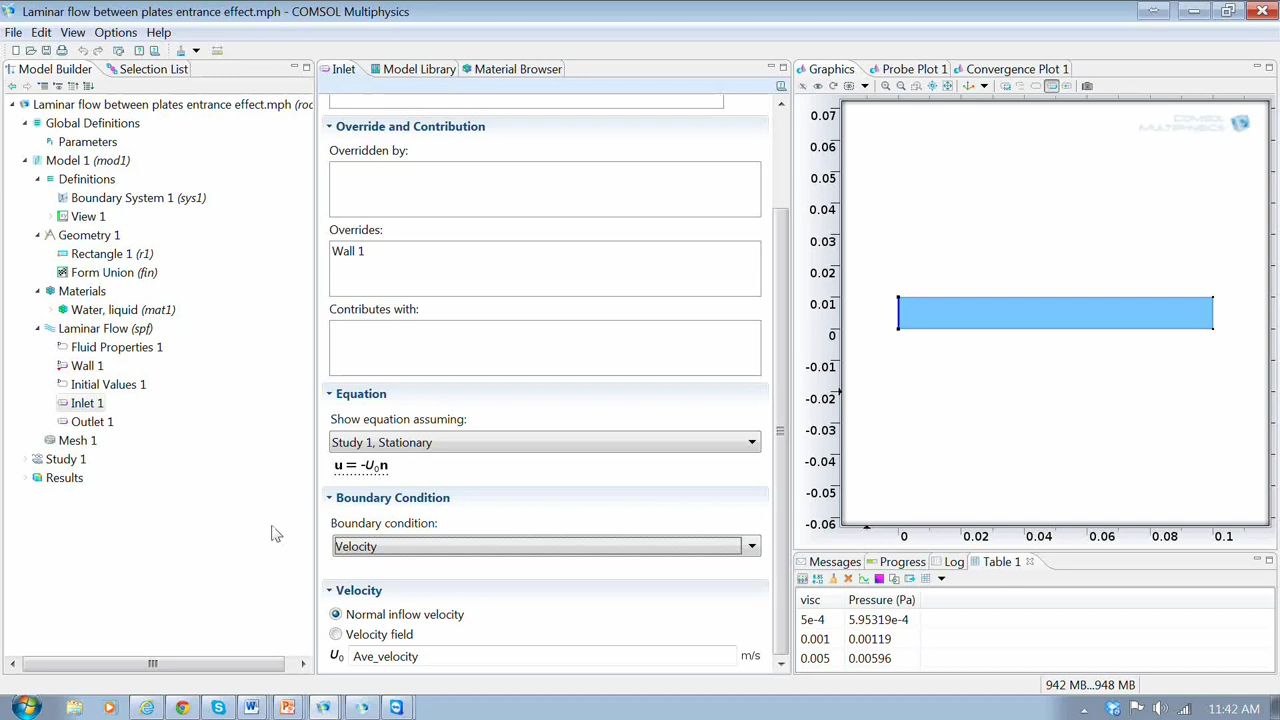 Laminar flow between plates entrance effect.mph - COMSOL Multiphysics
File Edit View Options Help
Model Builder Selection List
Laminar flow between plates entrance effect.mph (roo
Global Definitions
Parameters
Model 1 (mod1)
Definitions
Boundary System 1 (sys1)
View 1
Geometry 1
Rectangle 1 (r1)
Form Union (fin)
Materials
Water, liquid (mat1)
Laminar Flow (spf)
Fluid Properties 1
Wall 1
Initial Values 1
Inlet 1
Outlet 1
Mesh 1
Study 1
Results
Inlet Model Library Material Browser
Override and Contribution
Overridden by:
Overrides:
Wall 1
Contributes with:
Equation
Show equation assuming:
Study 1, Stationary
u = -U0n
Boundary Condition
Boundary condition:
Velocity
Velocity
Normal inflow velocity
Velocity field
U0 Ave_velocity m/s
Graphics Probe Plot 1 Convergence Plot 1
COMSOL
MULTIPHYSICS
0.07
0.06
0.05
0.04
0.03
0.02
0.01
0
-0.01
-0.02
-0.03
-0.04
-0.05
-0.06
0 0.02 0.04 0.06 0.08 0.1
Messages Progress Log Table 1
visc Pressure (Pa)
5e-4 5.95319e-4
0.001 0.00119
0.005 0.00596
942 MB...948 MB
11:42 AM